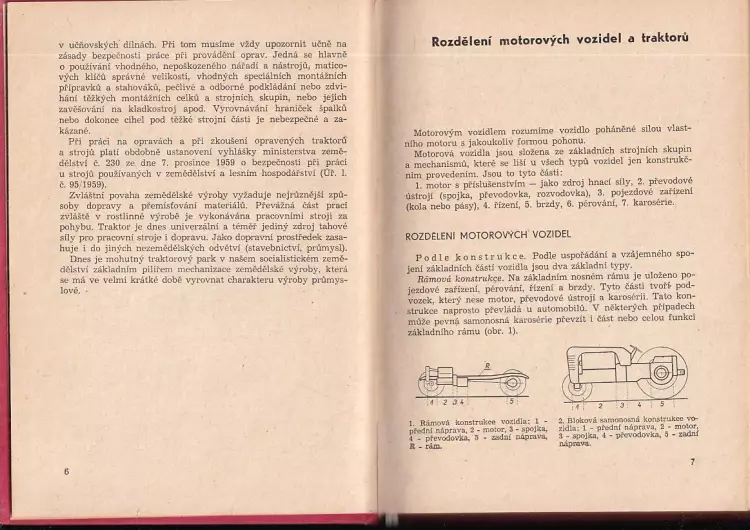 v učňovských dílnách. Při tom musíme vždy upozornit učně na
zásady bezpečnosti práce při provádění oprav. Jedná se hlavně
o používání vhodného, nepoškozeného nářadí a nástrojů, matico-
vých klíčů správné velikosti, vhodných speciálních montážních
přípravků a stahováků, pečlivé a odborné podkládání nebo zdvi-
hání těžkých montážních celků a strojních skupin, nebo jejich
zavěšování na kladkostroj apod. Vyrovnávání hraniček špalků
nebo dokonce cihel pod těžké strojní části je nebezpečné a za-
kázané.
Při práci na opravách a při zkoušení opravených traktorů
a strojů platí obdobně ustanovení vyhlášky ministerstva země-
dělství č. 230 ze dne 7. prosince 1959 o bezpečnosti při práci
u strojů používaných v zemědělství a lesním hospodářství (Úř. l.
č. 95/1959).
Zvláštní povaha zemědělské výroby vyžaduje nejrůznější způ-
soby dopravy a přemísťování materiálů. Převážná část prací
zvláště v rostlinné výrobě je vykonávána pracovními stroji za
pohybu. Traktor je dnes univerzální a téměř jediný zdroj tahové
síly pro pracovní stroje i dopravu. Jako dopravní prostředek zasa-
huje i do jiných nezemědělských odvětví (stavebnictví, průmysl).
Dnes je mohutný traktorový park v našem socialistickém země-
dělství základním pilířem mechanizace zemědělské výroby, která
se má ve velmi krátké době vyrovnat charakteru výroby průmys-
lové.
6
Rozdělení motorových vozidel a traktorů
Motorovým vozidlem rozumíme vozidlo poháněné silou vlast-
ního motoru s jakoukoliv formou pohonu.
Motorová vozidla jsou složena ze základních strojních skupin
a mechanismů, které se liší u všech typů vozidel jen konstrukč-
ním provedením. Jsou to tyto části:
1. motor s příslušenstvím — jako zdroj hnací síly, 2. převodové
ústrojí (spojka, převodovka, rozvodovka), 3. pojezdové zařízení
(kola nebo pásy), 4. řízení, 5. brzdy, 6. pérování, 7. karosérie.
ROZDĚLENÍ MOTOROVÝCH VOZIDEL
Podle konstrukce. Podle uspořádání a vzájemného spo-
jení základních částí vozidla jsou dva základní typy.
Rámová konstrukce. Na základním nosném rámu je uloženo po-
jezdové zařízení, pérování, řízení a brzdy. Tyto části tvoří pod-
vozek, který nese motor, převodové ústrojí a karosérii. Tato kon-
strukce naprosto převládá u automobilů. V některých případech
může pevná samonosná karosérie převzít i část nebo celou funkci
základního rámu (obr. 1).
R
1 2 3 4 5
1 2 3 4 5
1. Rámová konstrukce vozidla: 1 -
přední náprava, 2 - motor, 3 - spojka,
4 - převodovka, 5 - zadní náprava,
R - rám.
2. Bloková samonosná konstrukce vo-
zidla: 1 - přední náprava, 2 - motor,
3 - spojka, 4 - převodovka, 5 - zadní
náprava.
7